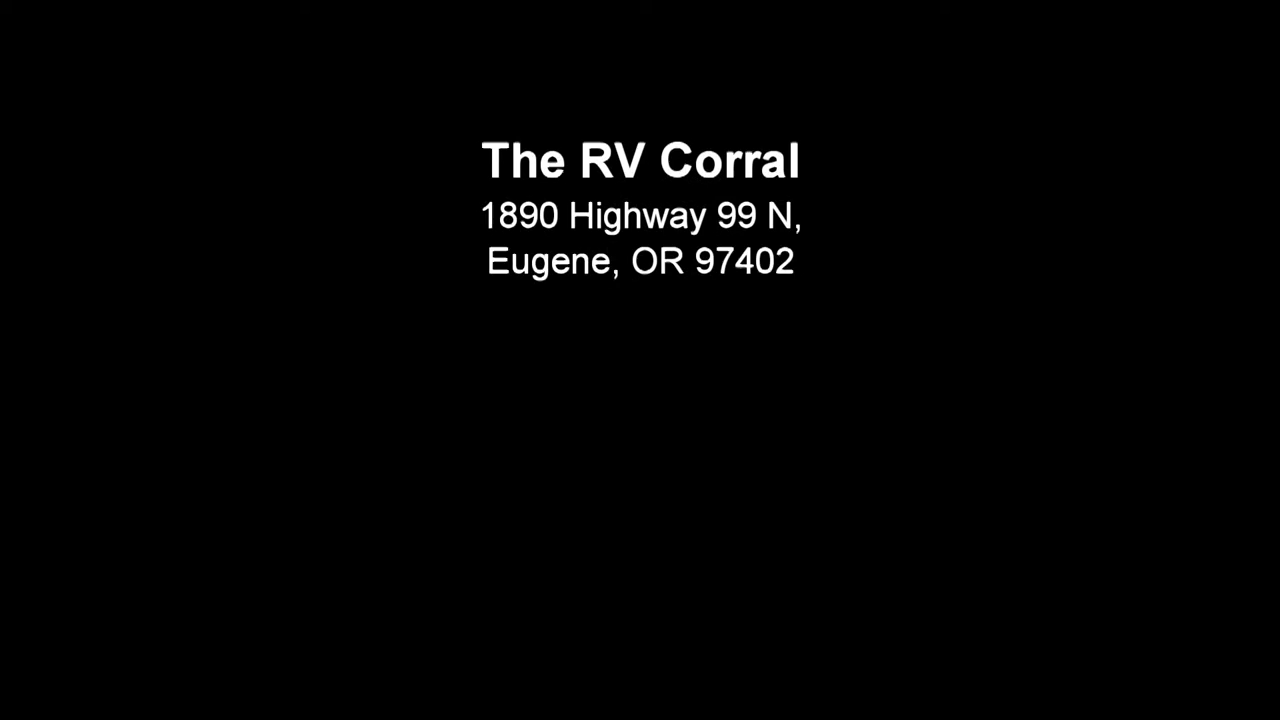 The RV Corral
1890 Highway 99 N,
Eugene, OR 97402